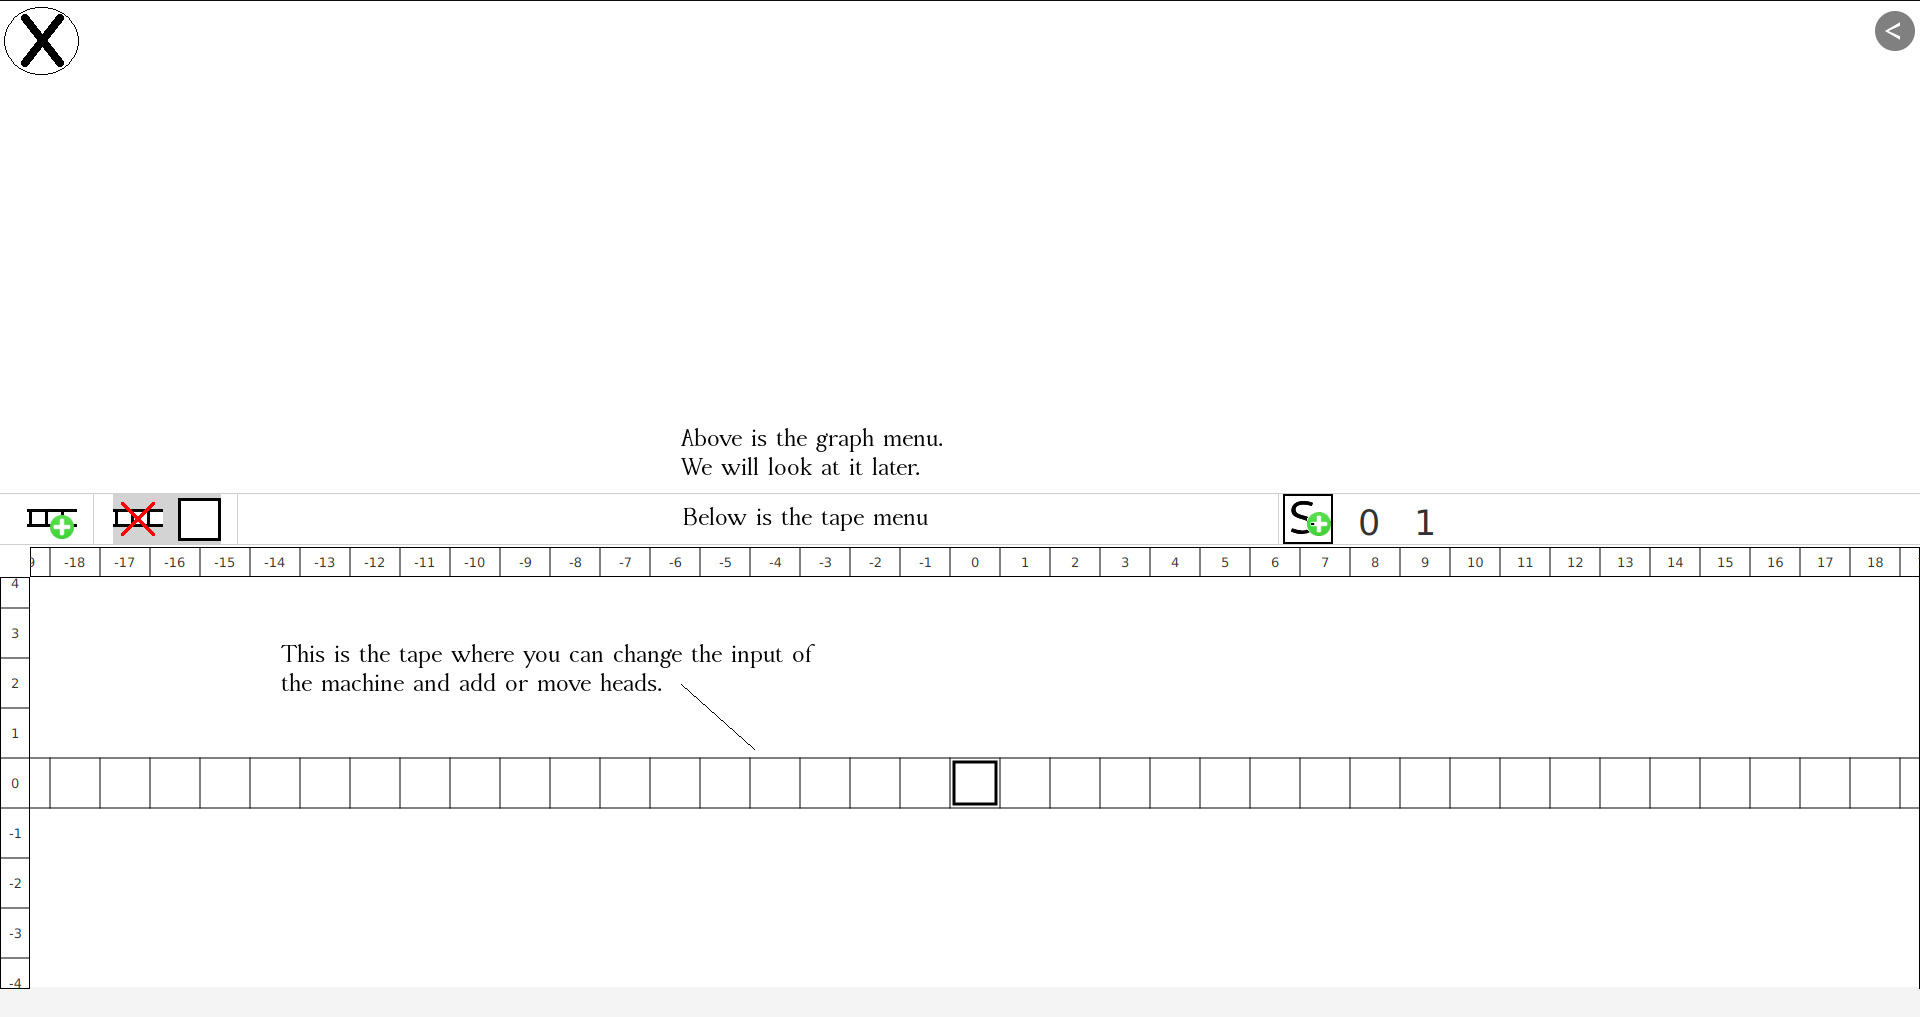 X
<
Above is the graph menu.
We will look at it later.
Below is the tape menu
S 0 1
9 -18 -17 -16 -15 -14 -13 -12 -11 -10 -9 -8 -7 -6 -5 -4 -3 -2 -1 0 1 2 3 4 5 6 7 8 9 10 11 12 13 14 15 16 17 18
4
3
This is the tape where you can change the input of
2 the machine and add or move heads.
1
0
-1
-2
-3
-4